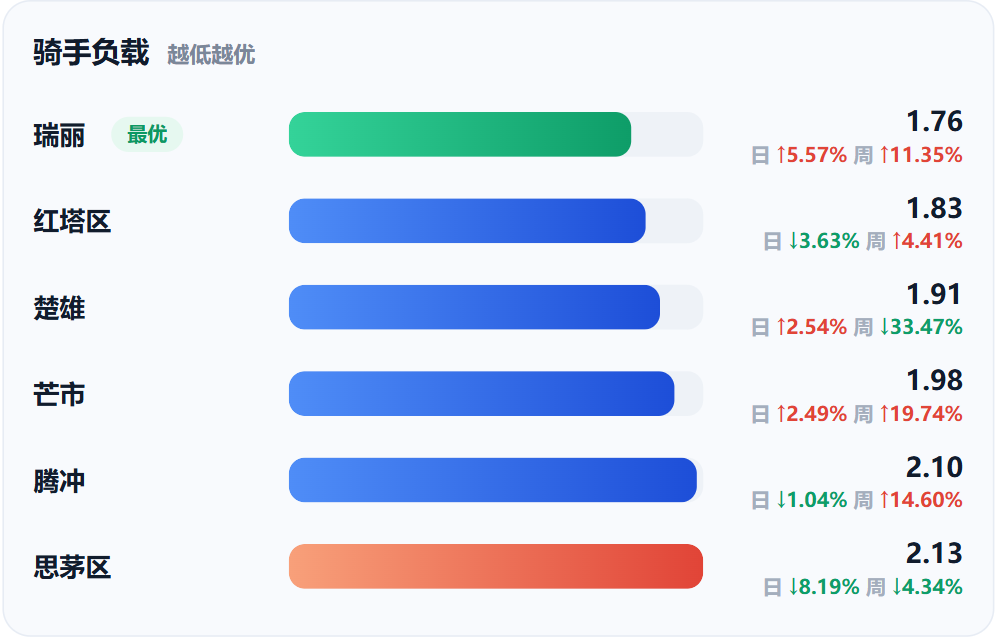 骑手负载 越低越优
瑞丽 最优 1.76
日 ↑5.57% 周 ↑11.35%
红塔区 1.83
日 ↓3.63% 周 ↑4.41%
楚雄 1.91
日 ↑2.54% 周 ↓33.47%
芒市 1.98
日 ↑2.49% 周 ↑19.74%
腾冲 2.10
日 ↓1.04% 周 ↑14.60%
思茅区 2.13
日 ↓8.19% 周 ↓4.34%